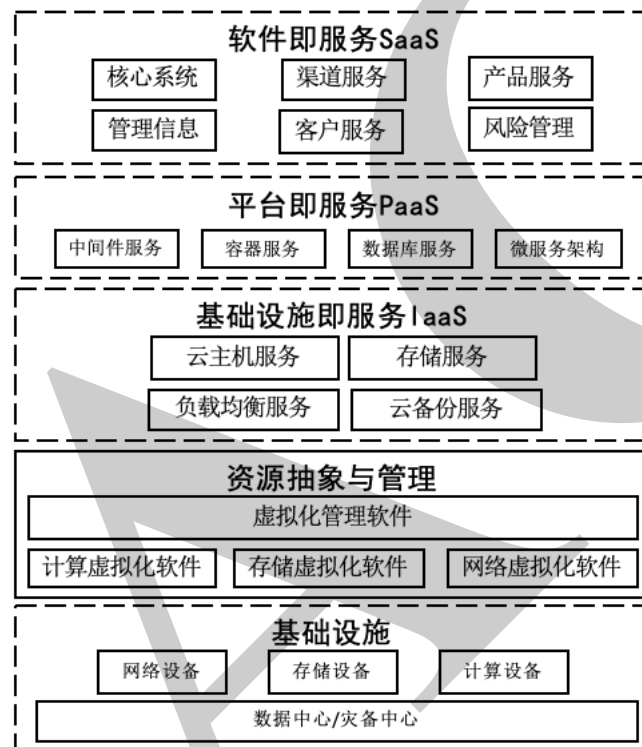 软件即服务SaaS
核心系统 渠道服务 产品服务
管理信息 客户服务 风险管理
平台即服务PaaS
中间件服务 容器服务 数据库服务 微服务架构
基础设施即服务IaaS
云主机服务 存储服务
负载均衡服务 云备份服务
资源抽象与管理
虚拟化管理软件
计算虚拟化软件 存储虚拟化软件 网络虚拟化软件
基础设施
网络设备 存储设备 计算设备
数据中心/灾备中心